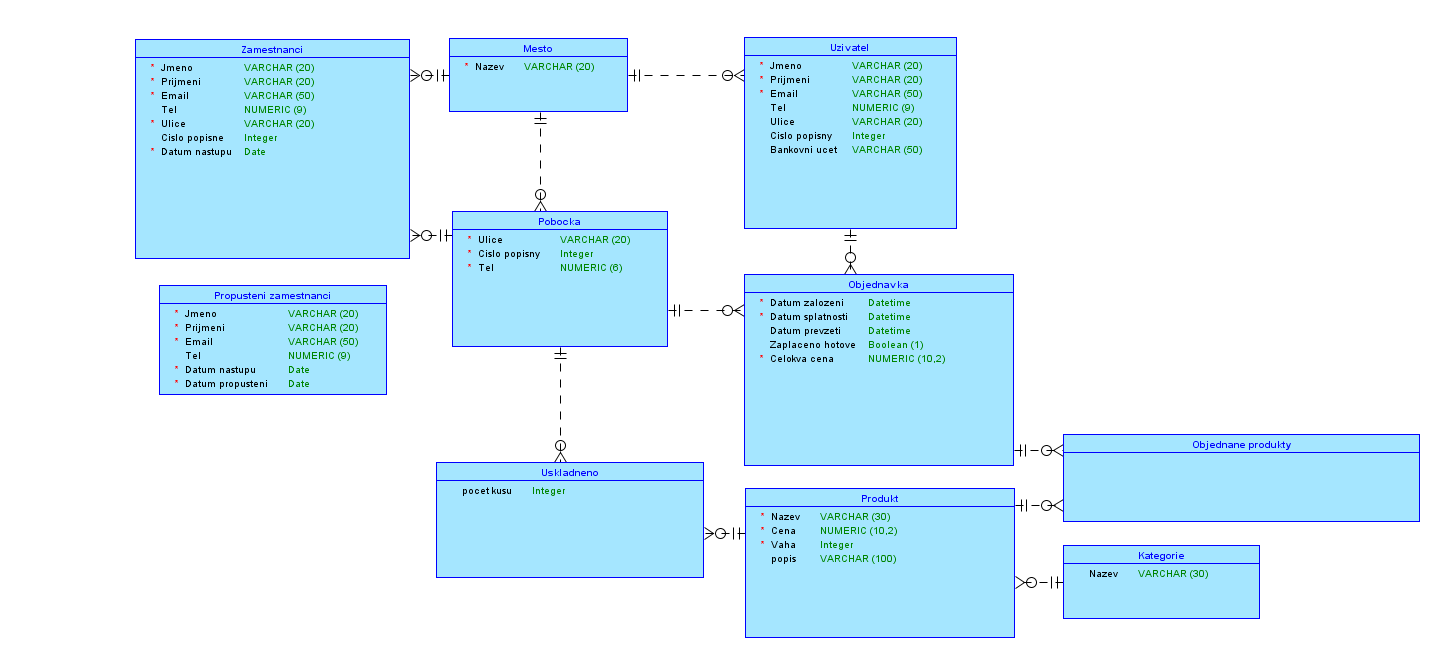 Zamestnanci
* Jmeno VARCHAR (20)
* Prijmeni VARCHAR (20)
* Email VARCHAR (50)
Tel NUMERIC (9)
* Ulice VARCHAR (20)
Cislo popisne Integer
* Datum nastupu Date
Mesto
* Nazev VARCHAR (20)
Uzivatel
* Jmeno VARCHAR (20)
* Prijmeni VARCHAR (20)
* Email VARCHAR (50)
Tel NUMERIC (9)
Ulice VARCHAR (20)
Cislo popisny Integer
Bankovni ucet VARCHAR (50)
Pobocka
* Ulice VARCHAR (20)
* Cislo popisny Integer
* Tel NUMERIC (6)
Propusteni zamestnanci
* Jmeno VARCHAR (20)
* Prijmeni VARCHAR (20)
* Email VARCHAR (50)
Tel NUMERIC (9)
* Datum nastupu Date
* Datum propusteni Date
Objednavka
* Datum zalozeni Datetime
* Datum splatnosti Datetime
Datum prevzeti Datetime
Zaplaceno hotove Boolean (1)
* Celokva cena NUMERIC (10,2)
Objednane produkty
Uskladneno
pocet kusu Integer
Produkt
* Nazev VARCHAR (30)
* Cena NUMERIC (10,2)
* Vaha Integer
popis VARCHAR (100)
Kategorie
Nazev VARCHAR (30)